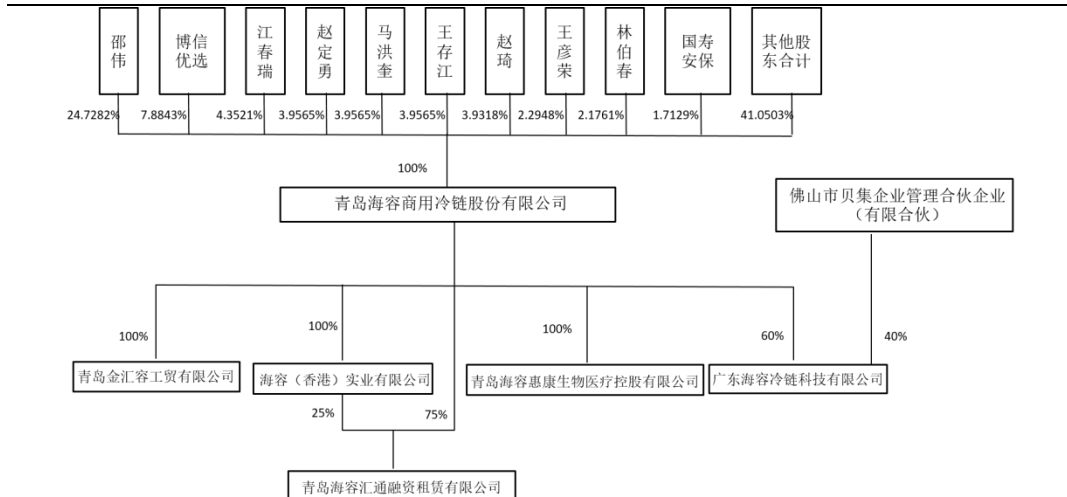 邵伟
博信优选
江春瑞
赵定勇
马洪奎
王存江
赵琦
王彦荣
林伯春
国寿安保
其他股东合计
24.7282%
7.8843%
4.3521%
3.9565%
3.9565%
3.9565%
3.9318%
2.2948%
2.1761%
1.7129%
41.0503%
100%
青岛海容商用冷链股份有限公司
佛山市贝集企业管理合伙企业
（有限合伙）
100%
100%
100%
60%
40%
青岛金汇容工贸有限公司
海容（香港）实业有限公司
青岛海容惠康生物医疗控股有限公司
广东海容冷链科技有限公司
25%
75%
青岛海容汇通融资租赁有限公司